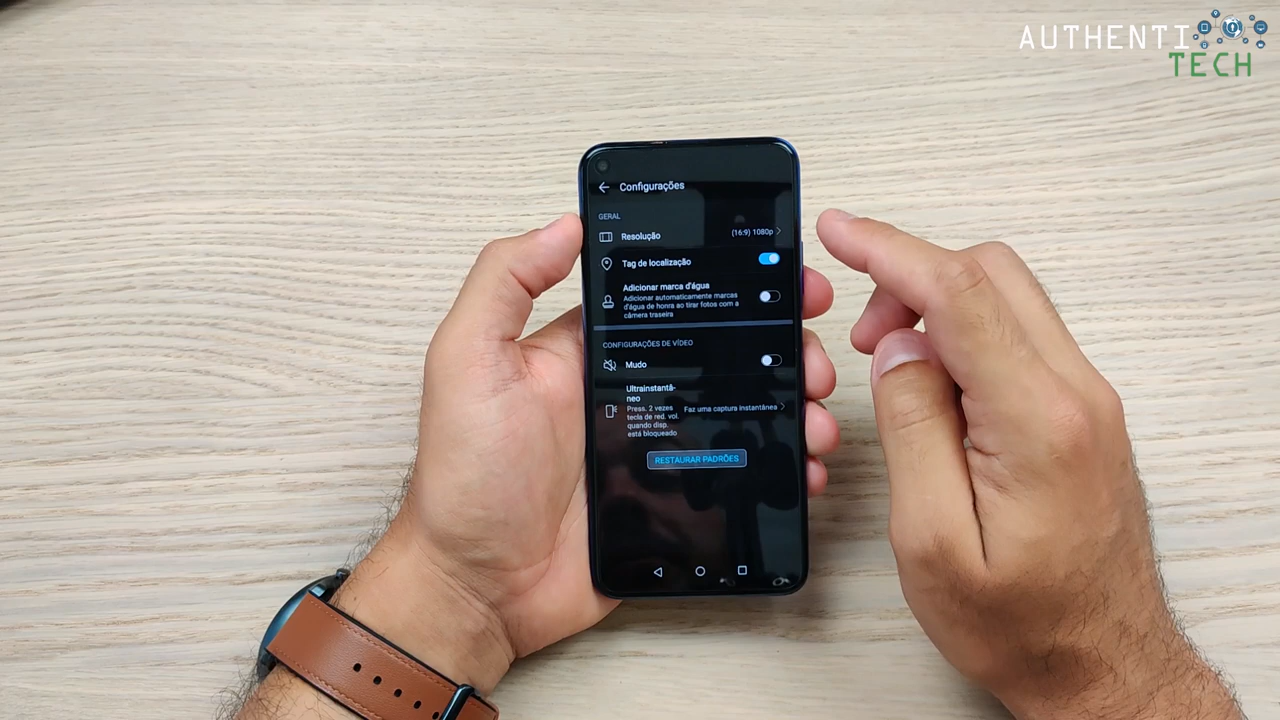 AUTHENTI
TECH
Configurações
GERAL
Resolução
(16:9) 1080p
Tag de localização
Adicionar marca d'água
Adicionar automaticamente marcas
d'água de honra ao tirar fotos com a
câmera traseira
CONFIGURAÇÕES DE VÍDEO
Mudo
Ultrainstantâ-
neo
Press. 2 vezes
tecla de red. vol.
quando disp.
está bloqueado
Faz uma captura instantânea
RESTAURAR PADRÕES